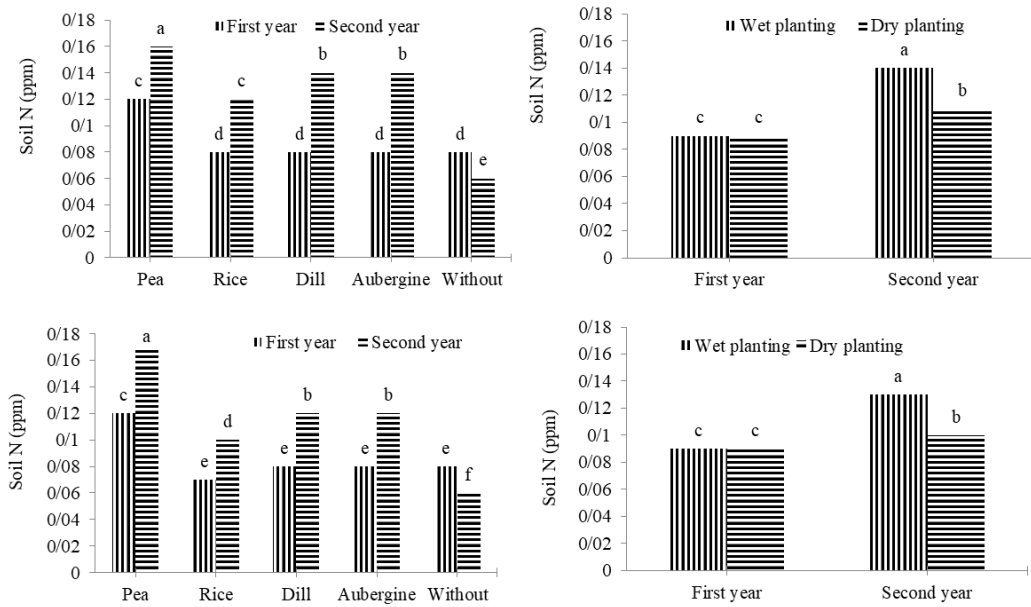 0/18
0/16
0/14
0/12
0/1
0/08
0/06
0/04
0/02
0
Soil N (ppm)
First year Second year
c a d c d b d b d e
Pea Rice Dill Aubergine Without
0/18
0/16
0/14
0/12
0/1
0/08
0/06
0/04
0/02
0
Soil N (ppm)
Wet planting Dry planting
c c a b
First year Second year
0/18
0/16
0/14
0/12
0/1
0/08
0/06
0/04
0/02
0
Soil N (ppm)
First year Second year
c a e d e b e b e f
Pea Rice Dill Aubergine Without
0/18
0/16
0/14
0/12
0/1
0/08
0/06
0/04
0/02
0
Soil N (ppm)
Wet planting Dry planting
c c a b
First year Second year